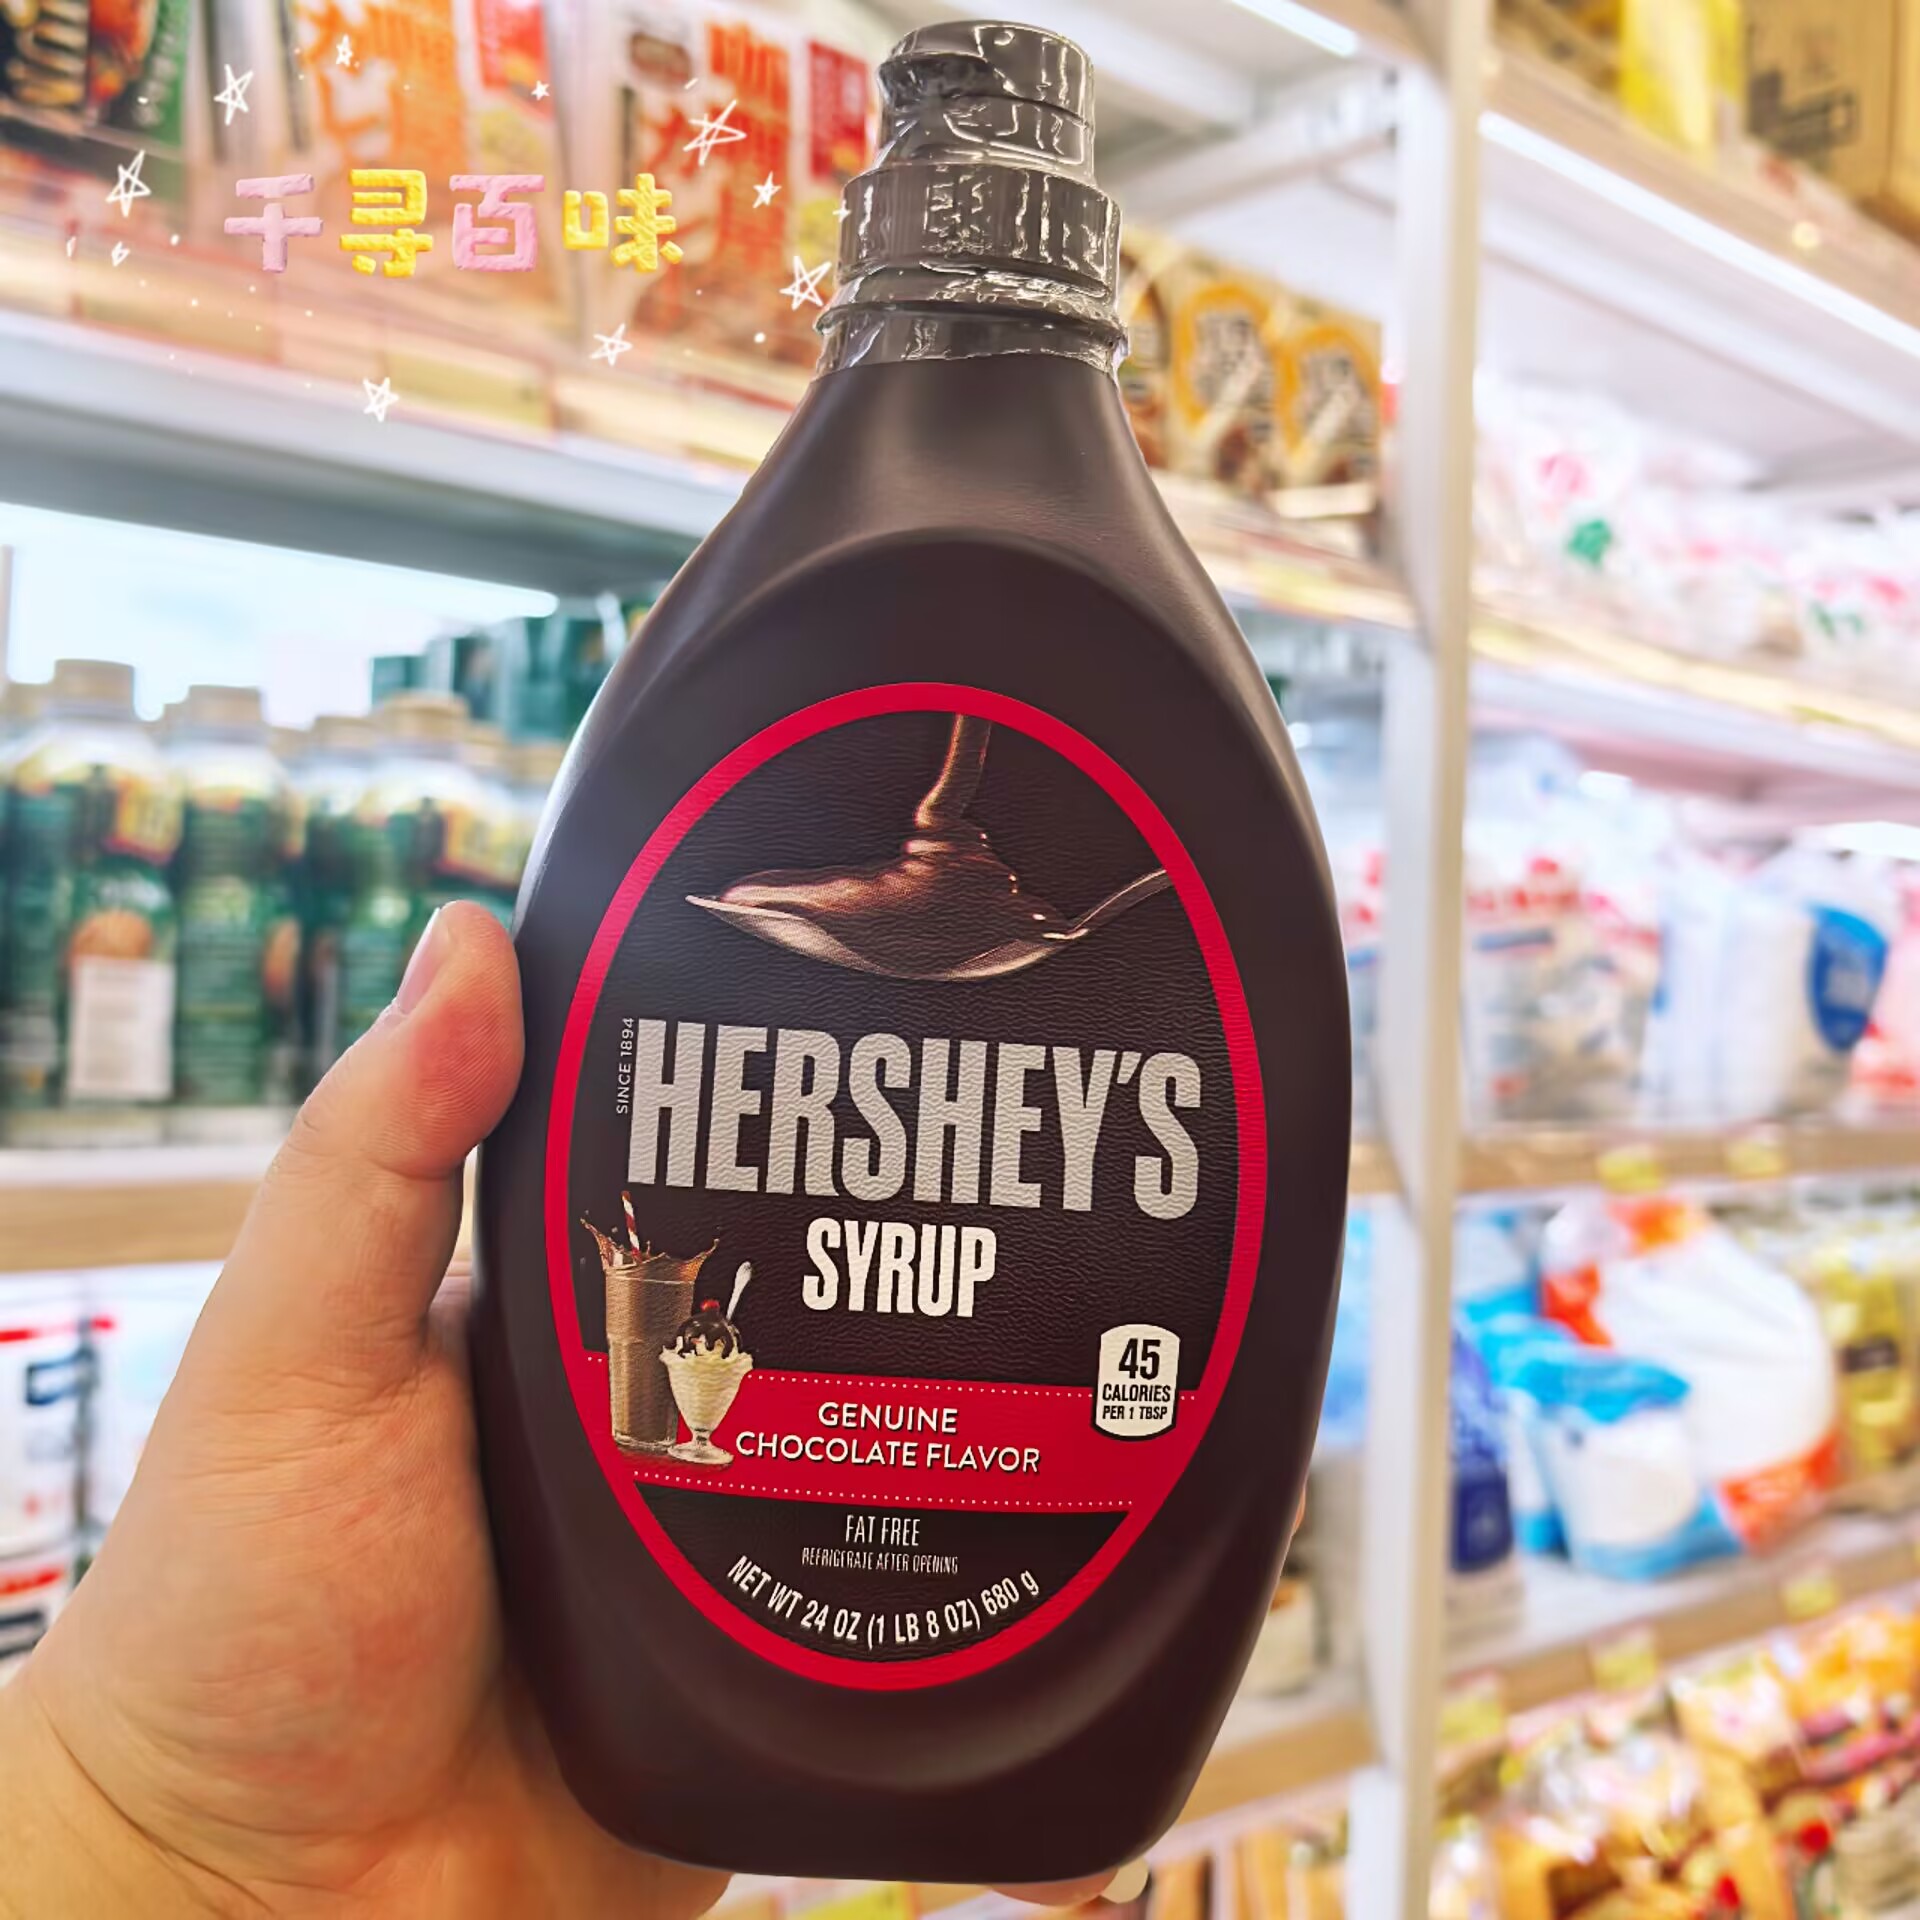 千寻百味
SINCE 1894
HERSHEY'S
SYRUP
45
CALORIES
PER 1 TBSP
GENUINE
CHOCOLATE FLAVOR
FAT FREE
REFRIGERATE AFTER OPENING
NET WT 24 OZ (1 LB 8 OZ) 680 g